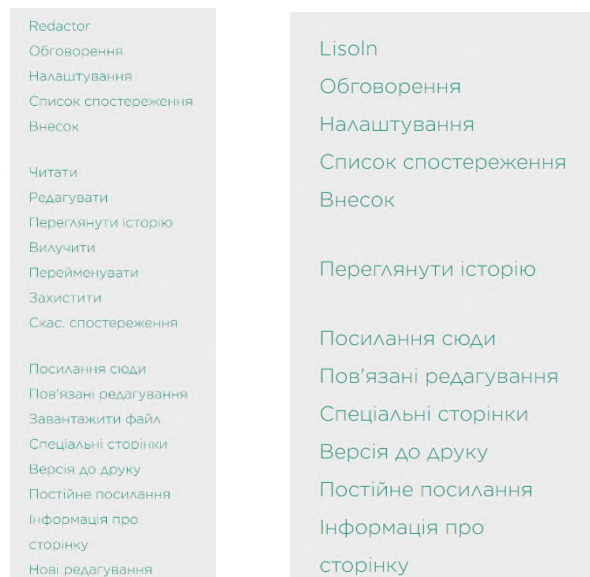 Redactor
Обговорення
Налаштування
Список спостереження
Внесок
Читати
Редагувати
Переглянути історію
Вилучити
Перейменувати
Захистити
Скас. спостереження
Посилання сюди
Пов'язані редагування
Завантажити файл
Спеціальні сторінки
Версія до друку
Постійне посилання
Інформація про
сторінку
Нові редагування
Lisoln
Обговорення
Налаштування
Список спостереження
Внесок
Переглянути історію
Посилання сюди
Пов'язані редагування
Спеціальні сторінки
Версія до друку
Постійне посилання
Інформація про
сторінку